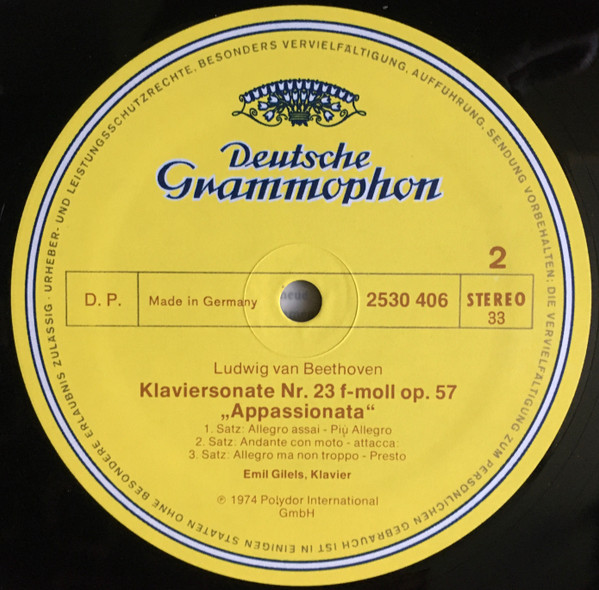 URHEBER- UND LEISTUNGSSCHUTZRECHTE, BESONDERS VERVIELFÄLTIGUNG, AUFFÜHRUNG, SENDUNG VORBEHALTEN; DIE VERVIELFÄLTIGUNG ZUM PERSÖNLICHEN GEBRAUCH IST IN EINIGEN STAATEN OHNE BESONDERE ERLAUBNIS ZULÄSSIG ·
Deutsche
Grammophon
2
D. P.
Made in Germany
neue
2530 406
STEREO
33
Ludwig van Beethoven
Klaviersonate Nr. 23 f-moll op. 57
„Appassionata“
1. Satz: Allegro assai - Più Allegro
2. Satz: Andante con moto - attacca:
3. Satz: Allegro ma non troppo - Presto
Emil Gilels, Klavier
℗ 1974 Polydor International
GmbH